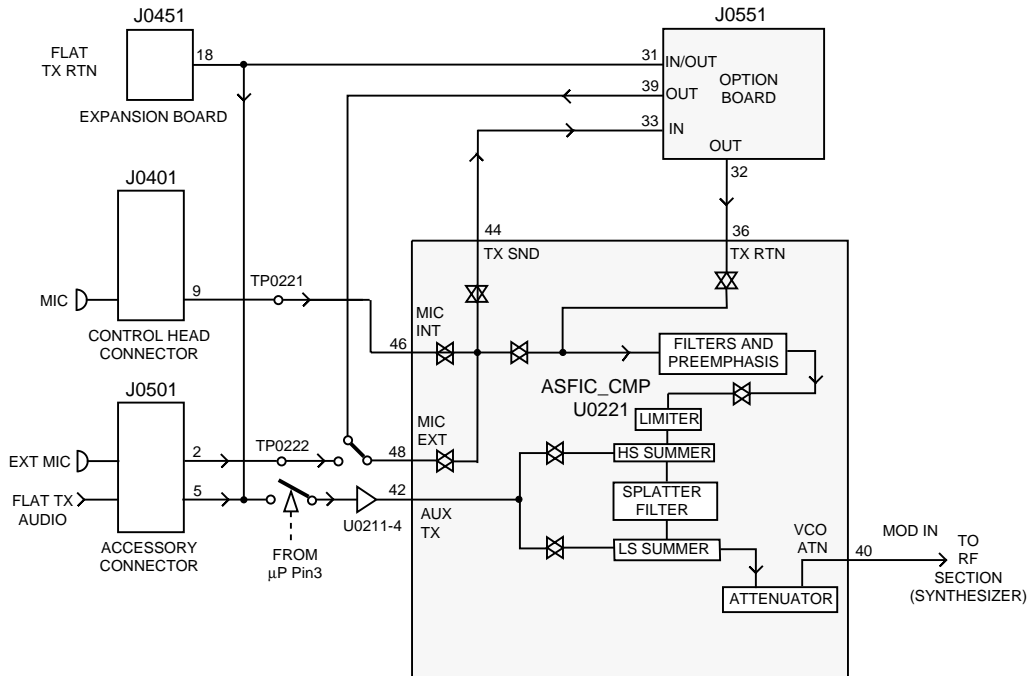 J0451
J0551
FLAT
TX RTN
18
EXPANSION BOARD
31
IN/OUT
39
OUT
OPTION
BOARD
33
IN
OUT
32
J0401
44
TX SND
36
TX RTN
MIC
9
TP0221
CONTROL HEAD
CONNECTOR
MIC
INT
46
FILTERS AND
PREEMPHASIS
ASFIC_CMP
U0221
LIMITER
J0501
EXT MIC
2
TP0222
MIC
EXT
48
HS SUMMER
FLAT TX
AUDIO
5
U0211-4
42
AUX
TX
SPLATTER
FILTER
FROM
µP Pin3
ACCESSORY
CONNECTOR
LS SUMMER
VCO
ATN
40
MOD IN
TO
RF
SECTION
(SYNTHESIZER)
ATTENUATOR